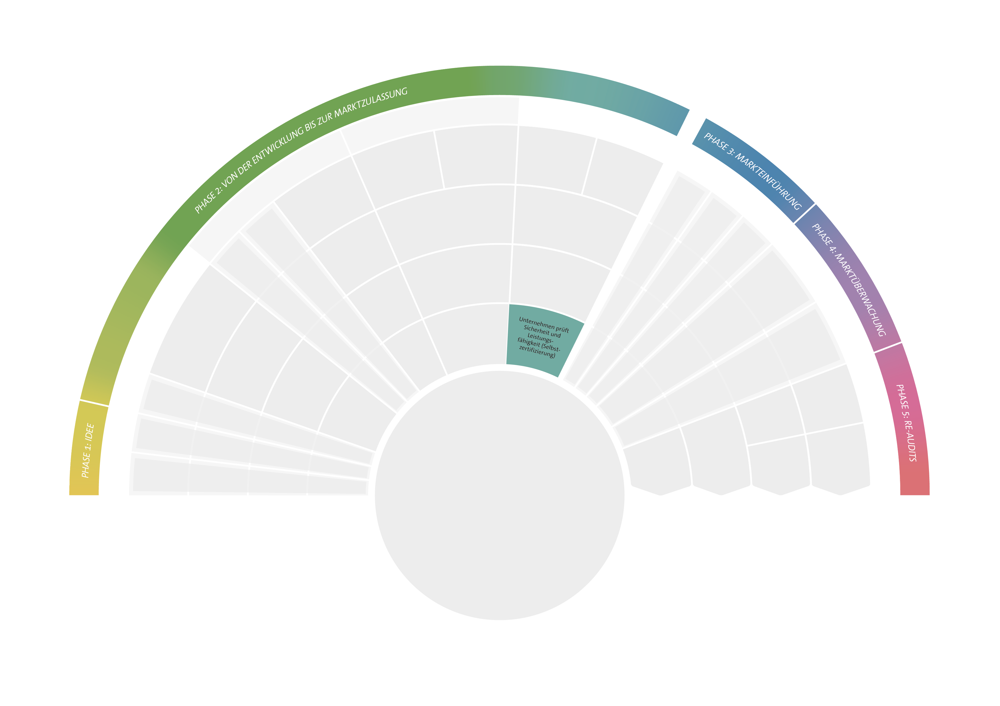 PHASE 1: IDEE
PHASE 2: VON DER ENTWICKLUNG BIS ZUR MARKTZULASSUNG
PHASE 3: MARKTEINFÜHRUNG
PHASE 4: MARKTÜBERWACHUNG
PHASE 5: RE-AUDITS
Unternehmen prüft
Sicherheit und
Leistungs-
fähigkeit (Selbst-
zertifizierung)